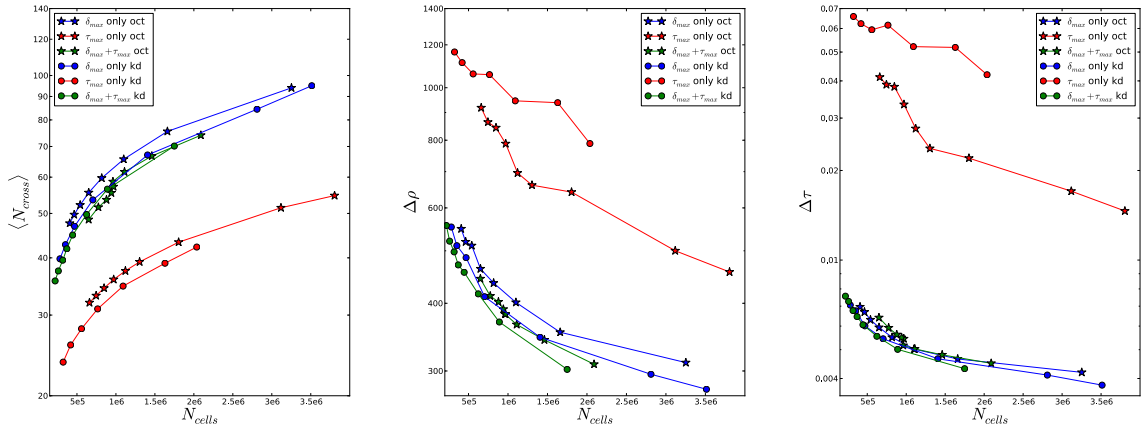 140
120
100
90
80
70
60
50
40
30
20
⟨N_cross⟩
5e5
1e6
1.5e6
2e6
2.5e6
3e6
3.5e6
N_cells
δ_max only oct
τ_max only oct
δ_max+τ_max oct
δ_max only kd
τ_max only kd
δ_max+τ_max kd
1400
1200
1000
800
600
400
300
Δρ
5e5
1e6
1.5e6
2e6
2.5e6
3e6
3.5e6
N_cells
δ_max only oct
τ_max only oct
δ_max+τ_max oct
δ_max only kd
τ_max only kd
δ_max+τ_max kd
0,07
0,06
0,05
0,04
0,03
0,02
0,01
0,004
Δτ
5e5
1e6
1.5e6
2e6
2.5e6
3e6
3.5e6
N_cells
δ_max only oct
τ_max only oct
δ_max+τ_max oct
δ_max only kd
τ_max only kd
δ_max+τ_max kd